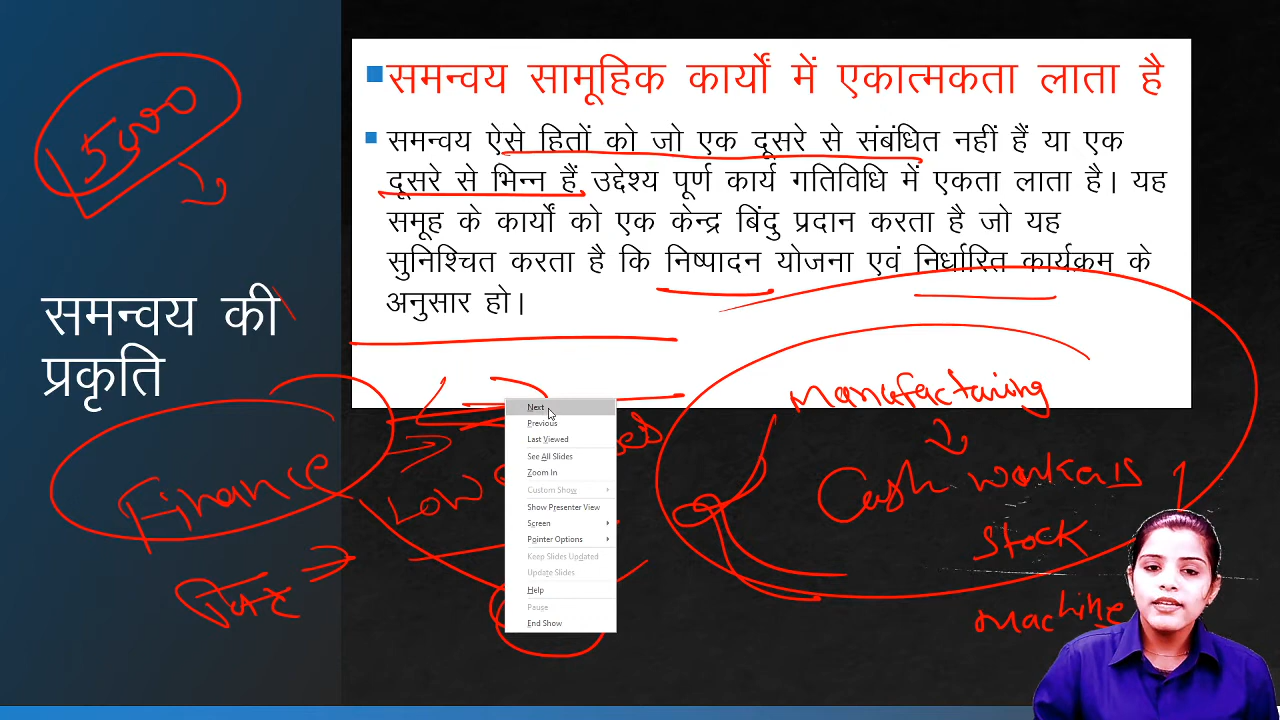 5000
समन्वय सामूहिक कार्यों में एकात्मकता लाता है
समन्वय ऐसे हितों को जो एक दूसरे से संबंधित नहीं हैं या एक
दूसरे से भिन्न हैं उद्देश्य पूर्ण कार्य गतिविधि में एकता लाता है। यह
समूह के कार्यों को एक केन्द्र बिंदु प्रदान करता है जो यह
सुनिश्चित करता है कि निष्पादन योजना एवं निर्धारित कार्यक्रम के
अनुसार हो।
समन्वय की
प्रकृति
Finance
Low
Manufacturing
Cash workers
Stock
Machine
Next
Previous
Last Viewed
See All Slides
Zoom In
Custom Show
Show Presenter View
Screen
Pointer Options
Keep Slides Updated
Update Slides
Help
Pause
End Show